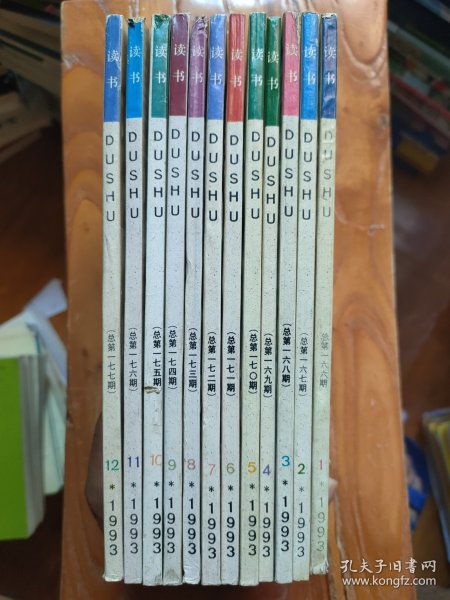 读书 DUSHU (总第一七七期) 12 * 1993
读书 DUSHU (总第一七六期) 11 * 1993
读书 DUSHU (总第一七五期) 10 * 1993
读书 DUSHU (总第一七四期) 9 * 1993
读书 DUSHU (总第一七三期) 8 * 1993
读书 DUSHU (总第一七二期) 7 * 1993
读书 DUSHU (总第一七一期) 6 * 1993
读书 DUSHU (总第一七〇期) 5 * 1993
读书 DUSHU (总第一六九期) 4 * 1993
读书 DUSHU (总第一六八期) 3 * 1993
读书 DUSHU (总第一六七期) 2 * 1993
读书 DUSHU (总第一六六期) 1 * 1993
孔夫子旧书网
www.kongfz.com